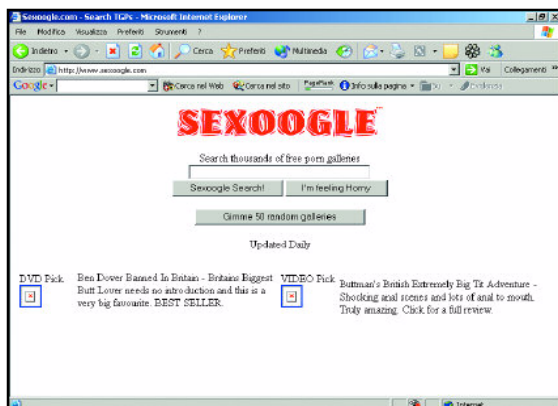 Sexoogle.com - Search TGPs - Microsoft Internet Explorer
File Modifica Visualizza Preferiti Strumenti ?
Indietro Cerca Preferiti Multimedia
Indirizzo http://www.sexoogle.com Vai Collegamenti
Google Cerca nel Web Cerca nel sito PageRank Info sulla pagina Su Evidenzia
SEXOOGLE
Search thousands of free porn galleries
Sexoogle Search! I'm feeling Horny
Gimme 50 random galleries
Updated Daily
DVD Pick
Ben Dover Banned In Britain - Britains Biggest
Butt Lover needs no introduction and this is a
very big favourite. BEST SELLER.
VIDEO Pick
Buttman's British Extremely Big Tit Adventure -
Shocking anal scenes and lots of anal to mouth.
Truly amazing. Click for a full review.
Internet